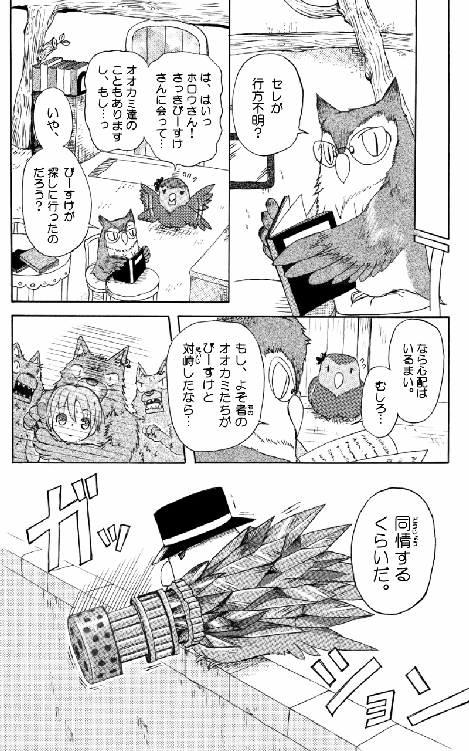 セレが
行方不明?
は、はいっ
ホロウさん!
さっきびーすけ
さんに会って…
オオカミ達の
こともあります
し、もし…っ
いや、
びーすけが
探しに行ったの
だろう?
なら心配は
いるまい。
むしろ…
もし、よそ者の
オオカミたちが
びーすけと
対峙したなら…
同情する
くらいだ。
ガッ
ション